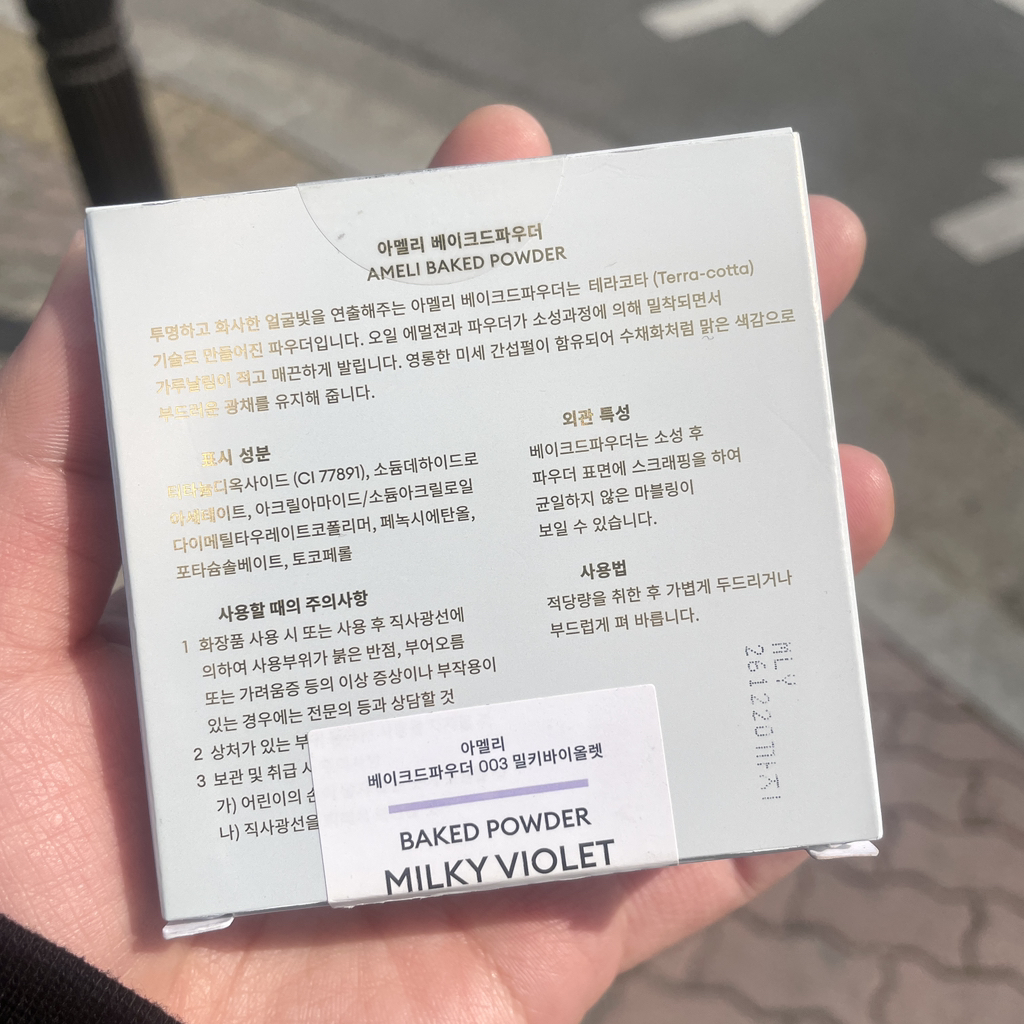 아멜리 베이크드파우더
AMELI BAKED POWDER
투명하고 화사한 얼굴빛을 연출해주는 아멜리 베이크드파우더는 테라코타 (Terra-cotta)
기술로 만들어진 파우더입니다. 오일 에멀젼과 파우더가 소성과정에 의해 밀착되면서
가루날림이 적고 매끈하게 발립니다. 영롱한 미세 간섭펄이 함유되어 수채화처럼 맑은 색감으로
부드러운 광채를 유지해 줍니다.
표시 성분
티타늄디옥사이드 (CI 77891), 소듐데하이드로
아세테이트, 아크릴아마이드/소듐아크릴로일
다이메틸타우레이트코폴리머, 페녹시에탄올,
포타슘솔베이트, 토코페롤
사용할 때의 주의사항
1 화장품 사용 시 또는 사용 후 직사광선에
의하여 사용부위가 붉은 반점, 부어오름
또는 가려움증 등의 이상 증상이나 부작용이
있는 경우에는 전문의 등과 상담할 것
2 상처가 있는
3 보관 및 취급
가) 어린이의
나) 직사광선을
외관 특성
베이크드파우더는 소성 후
파우더 표면에 스크래핑을 하여
균일하지 않은 마블링이
보일 수 있습니다.
사용법
적당량을 취한 후 가볍게 두드리거나
부드럽게 펴 바릅니다.
MLV
261220까지
아멜리
베이크드파우더 003 밀키바이올렛
BAKED POWDER
MILKY VIOLET